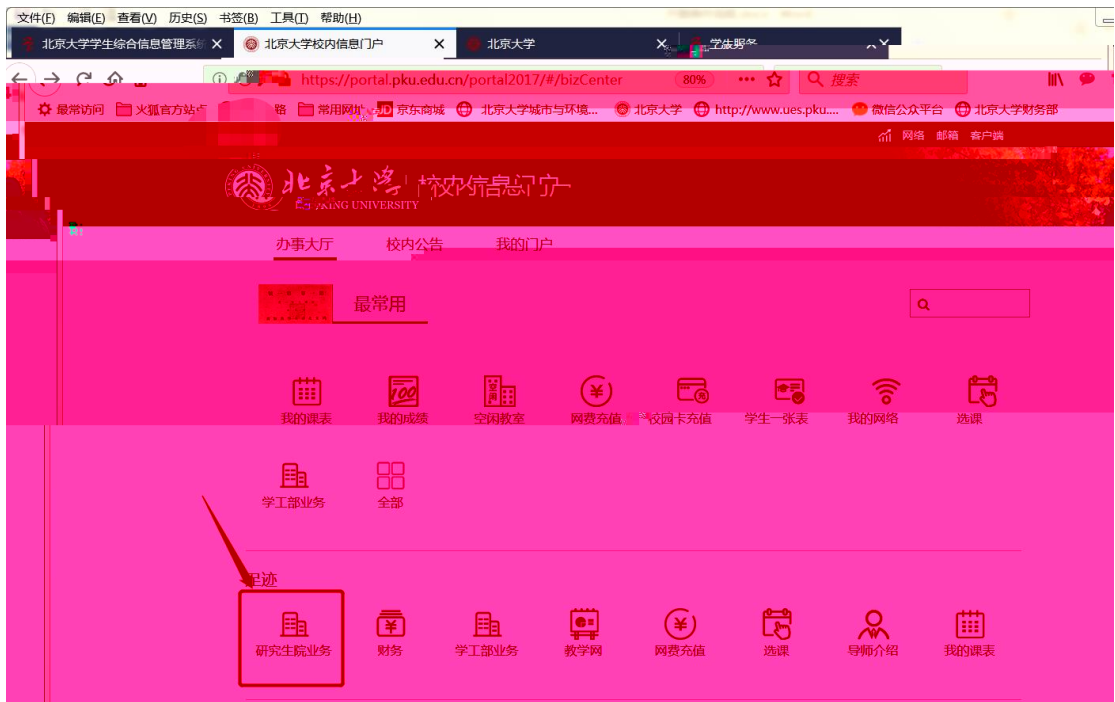 文件(F) 编辑(E) 查看(V) 历史(S) 书签(B) 工具(T) 帮助(H)
北京大学学生综合信息管理系统 × 北京大学校内信息门户 × 北京大学 × ×
https://portal.pku.edu.cn/portal2017/#/bizCenter 80% 搜索
最常访问 火狐官方站点 常用网址 JD 京东商城 北京大学城市与环境... 北京大学 http://www.ues.pku.... 微信公众平台 北京大学财务部
网络 邮箱 客户端
北京大学 校内信息门户
UNIVERSITY
办事大厅 校内公告 我的门户
最常用
我的课表 我的成绩 空闲教室 网费充值 校园卡充值 学生一张表 我的网络 选课
学工部业务 全部
足迹
研究生院业务 财务 学工部业务 教学网 网费充值 选课 导师介绍 我的课表